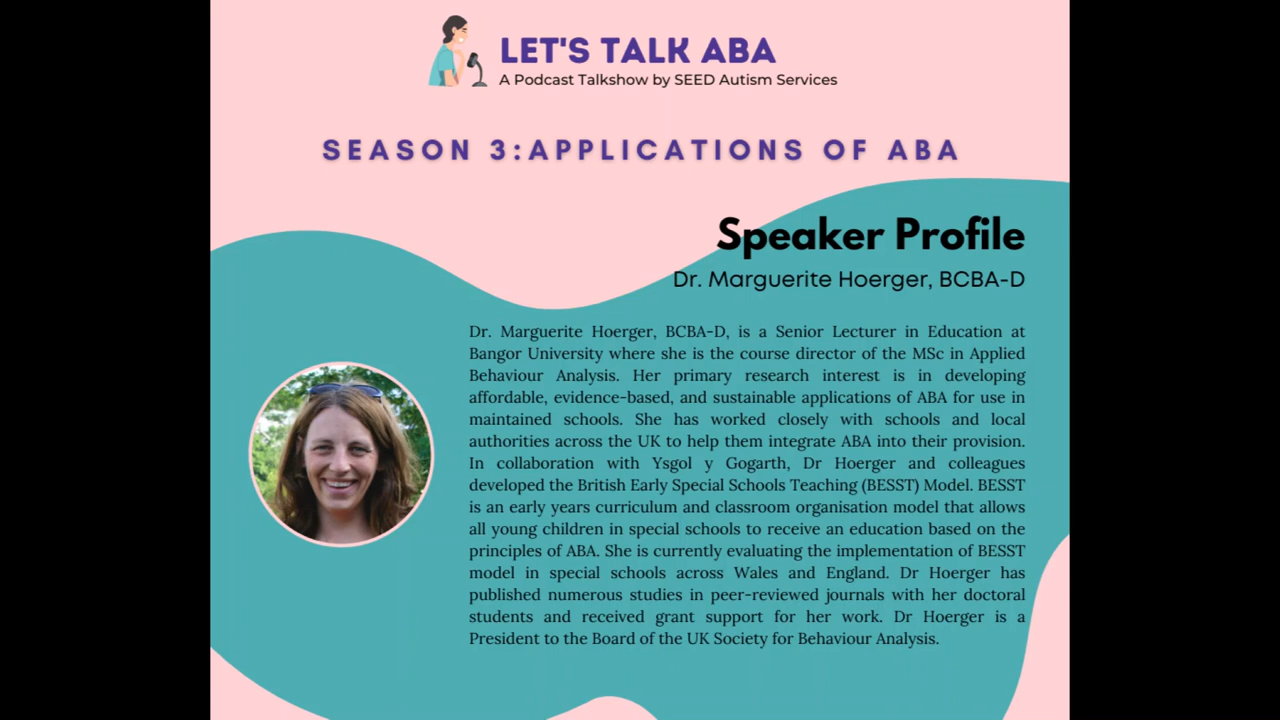 LET'S TALK ABA
A Podcast Talkshow by SEED Autism Services
SEASON 3:APPLICATIONS OF ABA
Speaker Profile
Dr. Marguerite Hoerger, BCBA-D
Dr. Marguerite Hoerger, BCBA-D, is a Senior Lecturer in Education at
Bangor University where she is the course director of the MSc in Applied
Behaviour Analysis. Her primary research interest is in developing
affordable, evidence-based, and sustainable applications of ABA for use in
maintained schools. She has worked closely with schools and local
authorities across the UK to help them integrate ABA into their provision.
In collaboration with Ysgol y Gogarth, Dr Hoerger and colleagues
developed the British Early Special Schools Teaching (BESST) Model. BESST
is an early years curriculum and classroom organisation model that allows
all young children in special schools to receive an education based on the
principles of ABA. She is currently evaluating the implementation of BESST
model in special schools across Wales and England. Dr Hoerger has
published numerous studies in peer-reviewed journals with her doctoral
students and received grant support for her work. Dr Hoerger is a
President to the Board of the UK Society for Behaviour Analysis.